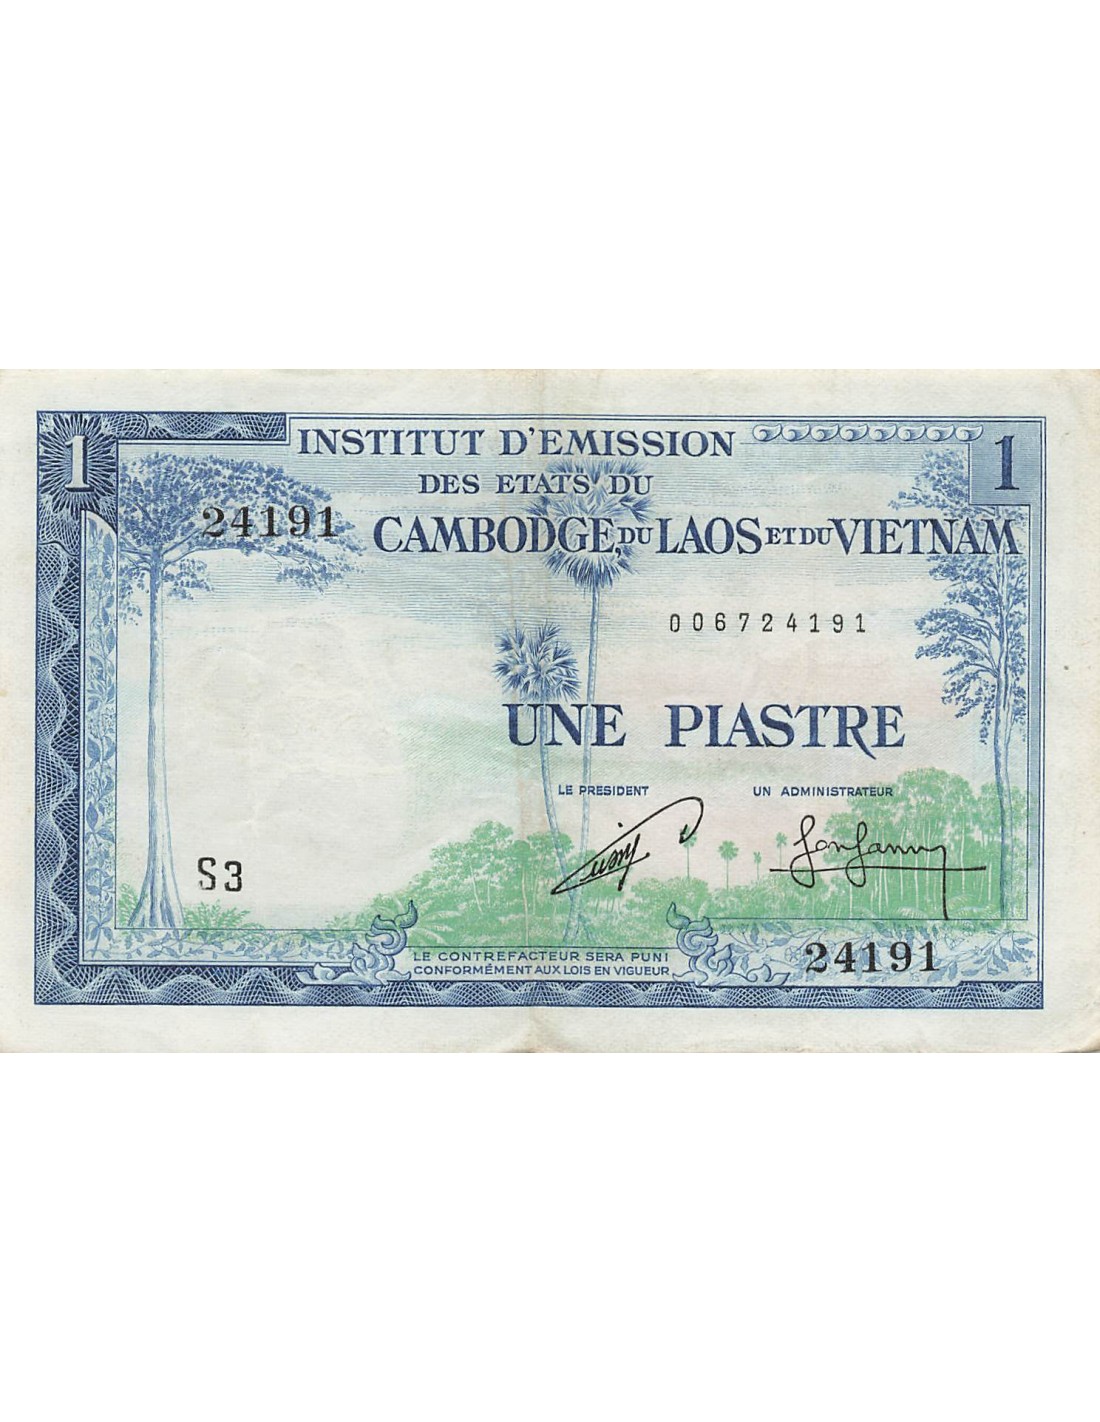 1
INSTITUT D'EMISSION
1
DES ETATS DU
24191
CAMBODGE, DU LAOS ET DU VIETNAM
006724191
UNE PIASTRE
LE PRESIDENT
UN ADMINISTRATEUR
S3
24191
LE CONTREFACTEUR SERA PUNI
CONFORMÉMENT AUX LOIS EN VIGUEUR